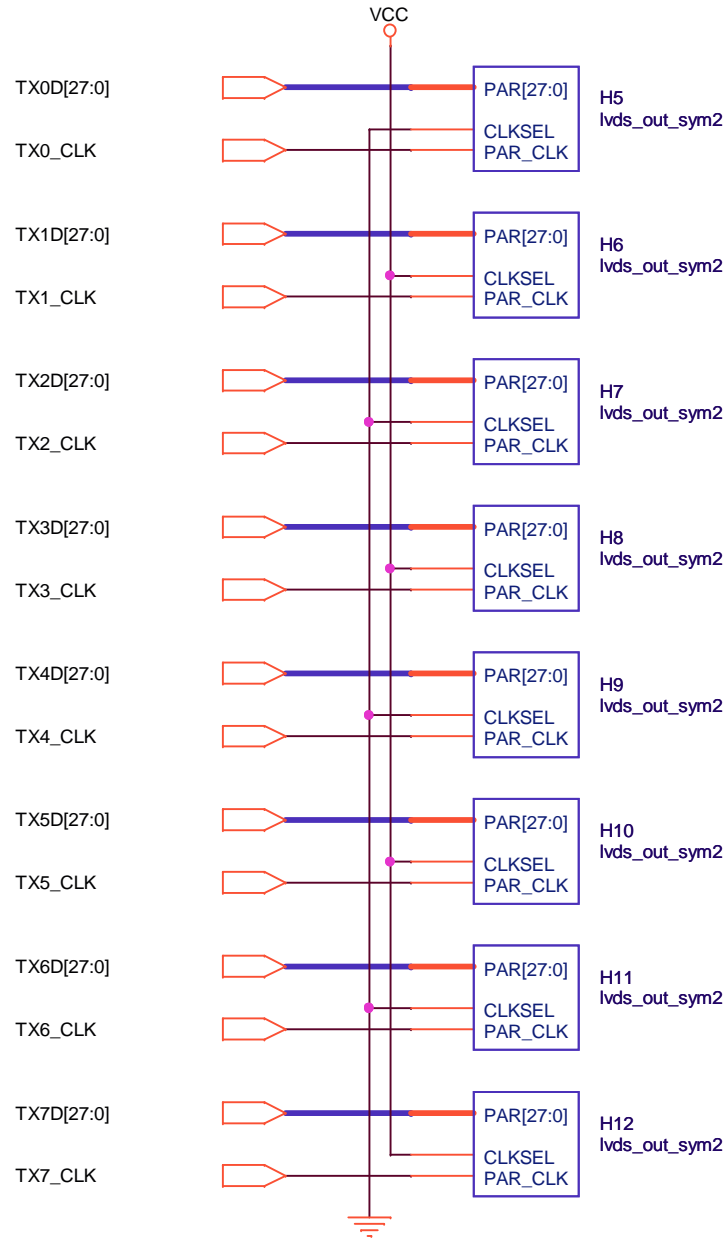 VCC
TX0D[27:0]
PAR[27:0]
H5
lvds_out_sym2
CLKSEL
TX0_CLK
PAR_CLK
TX1D[27:0]
PAR[27:0]
H6
lvds_out_sym2
CLKSEL
TX1_CLK
PAR_CLK
TX2D[27:0]
PAR[27:0]
H7
lvds_out_sym2
CLKSEL
TX2_CLK
PAR_CLK
TX3D[27:0]
PAR[27:0]
H8
lvds_out_sym2
CLKSEL
TX3_CLK
PAR_CLK
TX4D[27:0]
PAR[27:0]
H9
lvds_out_sym2
CLKSEL
TX4_CLK
PAR_CLK
TX5D[27:0]
PAR[27:0]
H10
lvds_out_sym2
CLKSEL
TX5_CLK
PAR_CLK
TX6D[27:0]
PAR[27:0]
H11
lvds_out_sym2
CLKSEL
TX6_CLK
PAR_CLK
TX7D[27:0]
PAR[27:0]
H12
lvds_out_sym2
CLKSEL
TX7_CLK
PAR_CLK